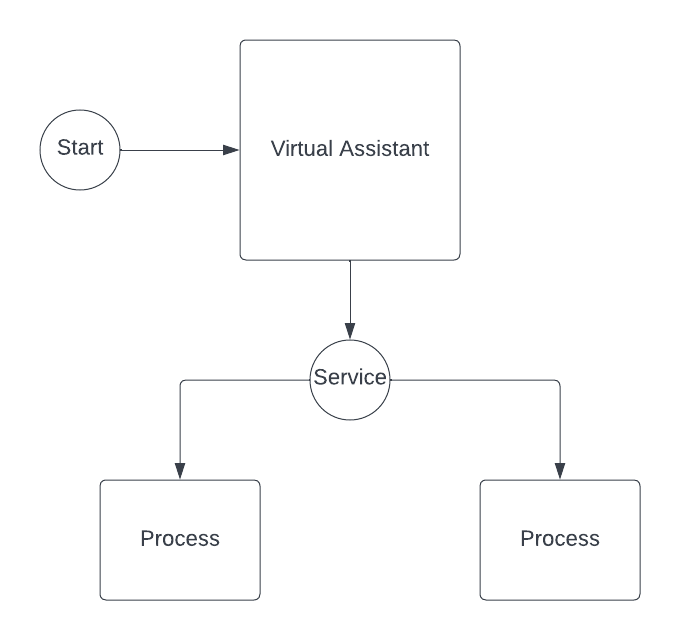 Start
Virtual Assistant
Service
Process
Process